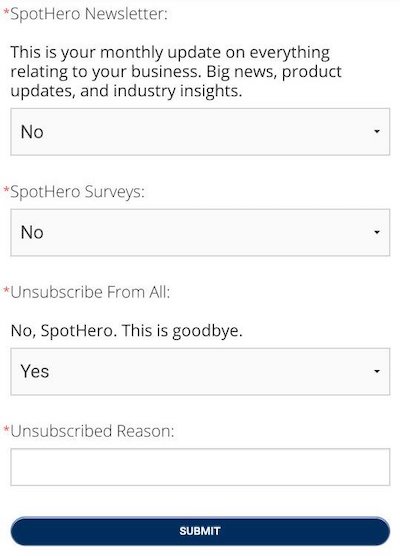 *SpotHero Newsletter:
This is your monthly update on everything
relating to your business. Big news, product
updates, and industry insights.
No
*SpotHero Surveys:
No
*Unsubscribe From All:
No, SpotHero. This is goodbye.
Yes
*Unsubscribed Reason:
SUBMIT